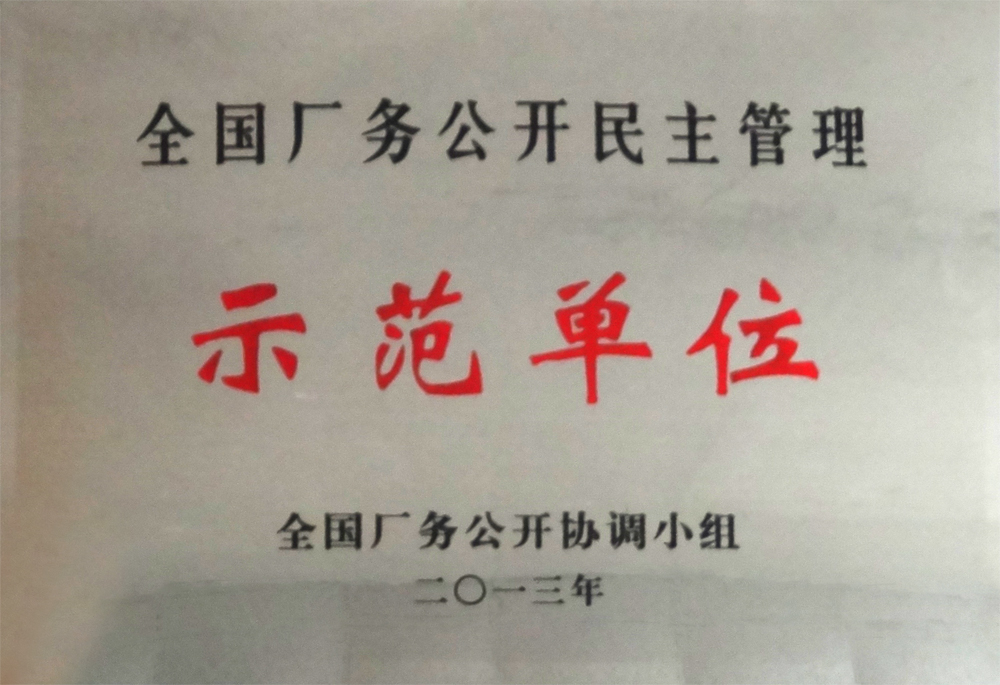 全国厂务公开民主管理
示范单位
全国厂务公开协调小组
二〇一三年